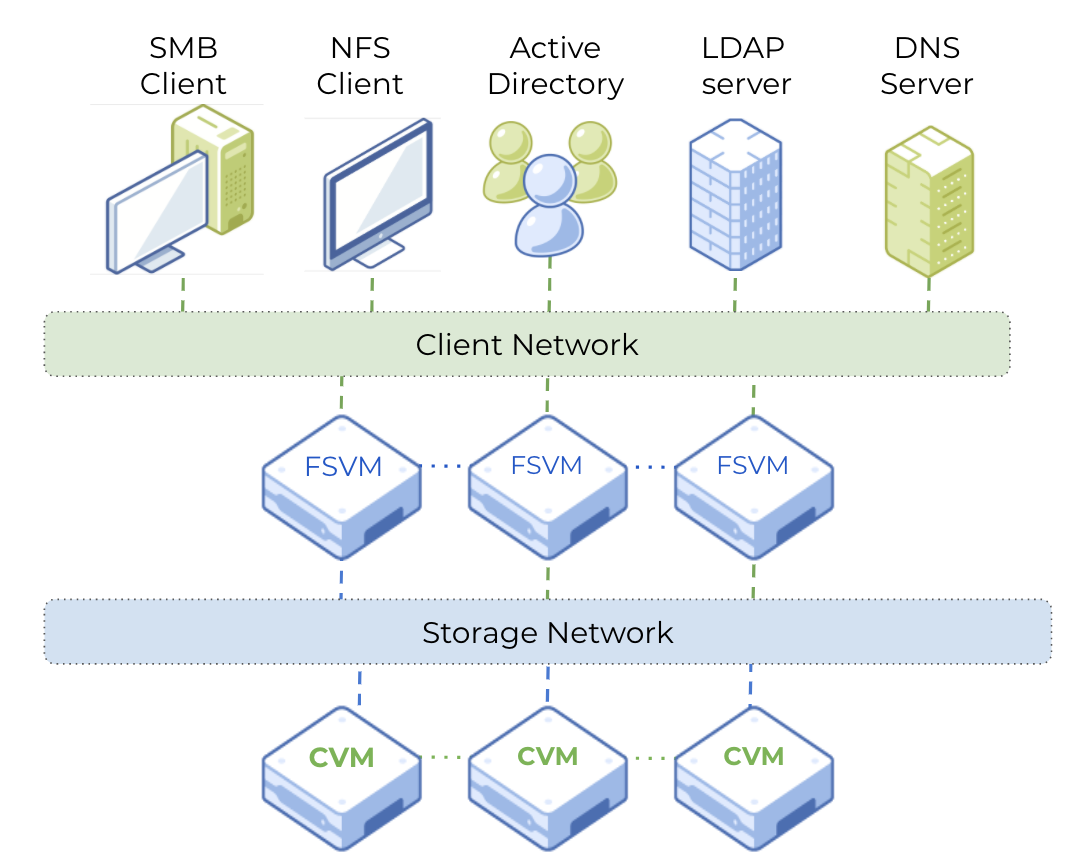 SMB
Client
NFS
Client
Active
Directory
LDAP
server
DNS
Server
Client Network
FSVM
FSVM
FSVM
Storage Network
CVM
CVM
CVM